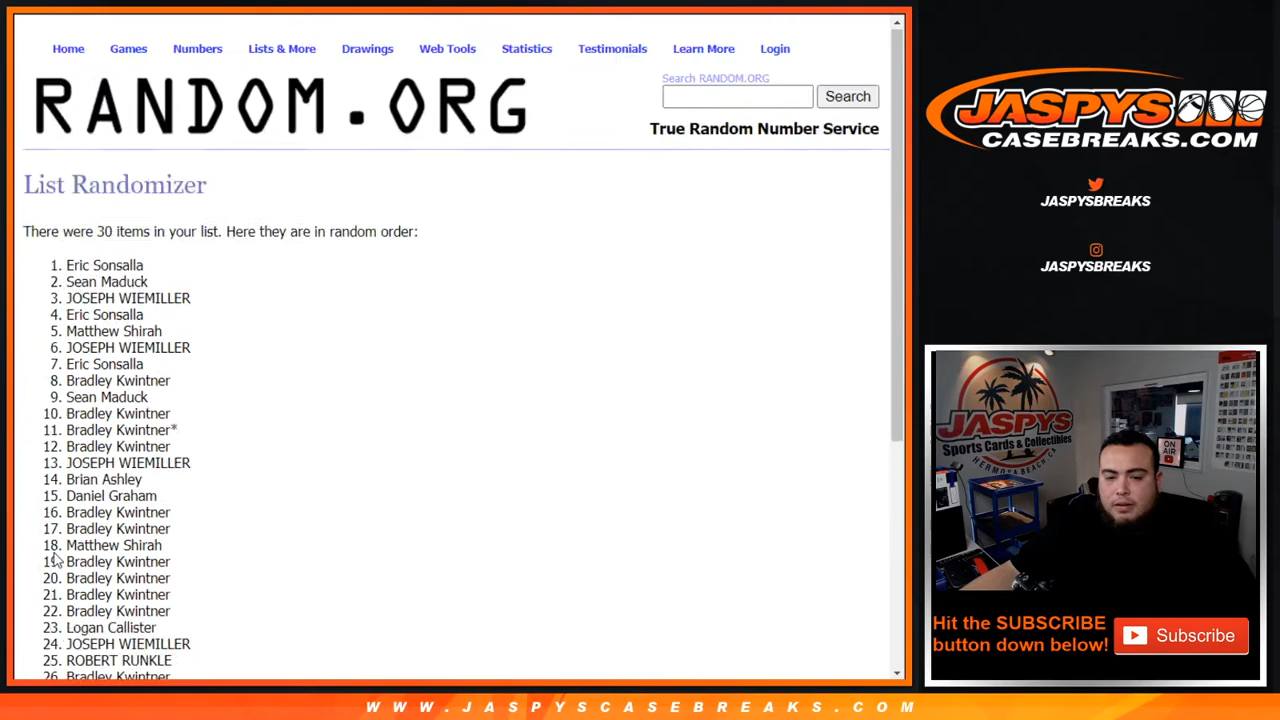 Home Games Numbers Lists & More Drawings Web Tools Statistics Testimonials Learn More Login
RANDOM.ORG
Search RANDOM.ORG
Search
True Random Number Service
List Randomizer
There were 30 items in your list. Here they are in random order:
1. Eric Sonsalla
2. Sean Maduck
3. JOSEPH WIEMILLER
4. Eric Sonsalla
5. Matthew Shirah
6. JOSEPH WIEMILLER
7. Eric Sonsalla
8. Bradley Kwintner
9. Sean Maduck
10. Bradley Kwintner
11. Bradley Kwintner*
12. Bradley Kwintner
13. JOSEPH WIEMILLER
14. Brian Ashley
15. Daniel Graham
16. Bradley Kwintner
17. Bradley Kwintner
18. Matthew Shirah
19. Bradley Kwintner
20. Bradley Kwintner
21. Bradley Kwintner
22. Bradley Kwintner
23. Logan Callister
24. JOSEPH WIEMILLER
25. ROBERT RUNKLE
26. Bradley Kwintner
JASPYS
CASEBREAKS.COM
JASPYSBREAKS
JASPYSBREAKS
JASPYS
Sports Cards & Collectibles
HERMOSA BEACH, CA
ON AIR
Hit the SUBSCRIBE
button down below!
Subscribe
WWW.JASPYSCASEBREAKS.COM